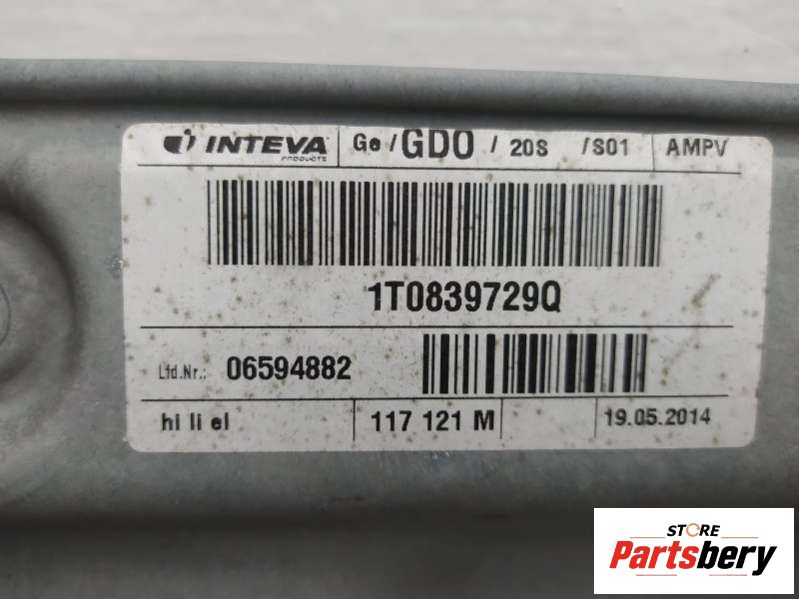 INTEVA Ge/GDO / 20S /S01 AMPV
PRODUCTS
1T0839729Q
Lfd.Nr.: 06594882
hi li el 117 121 M 19.05.2014
STORE
Partsbery